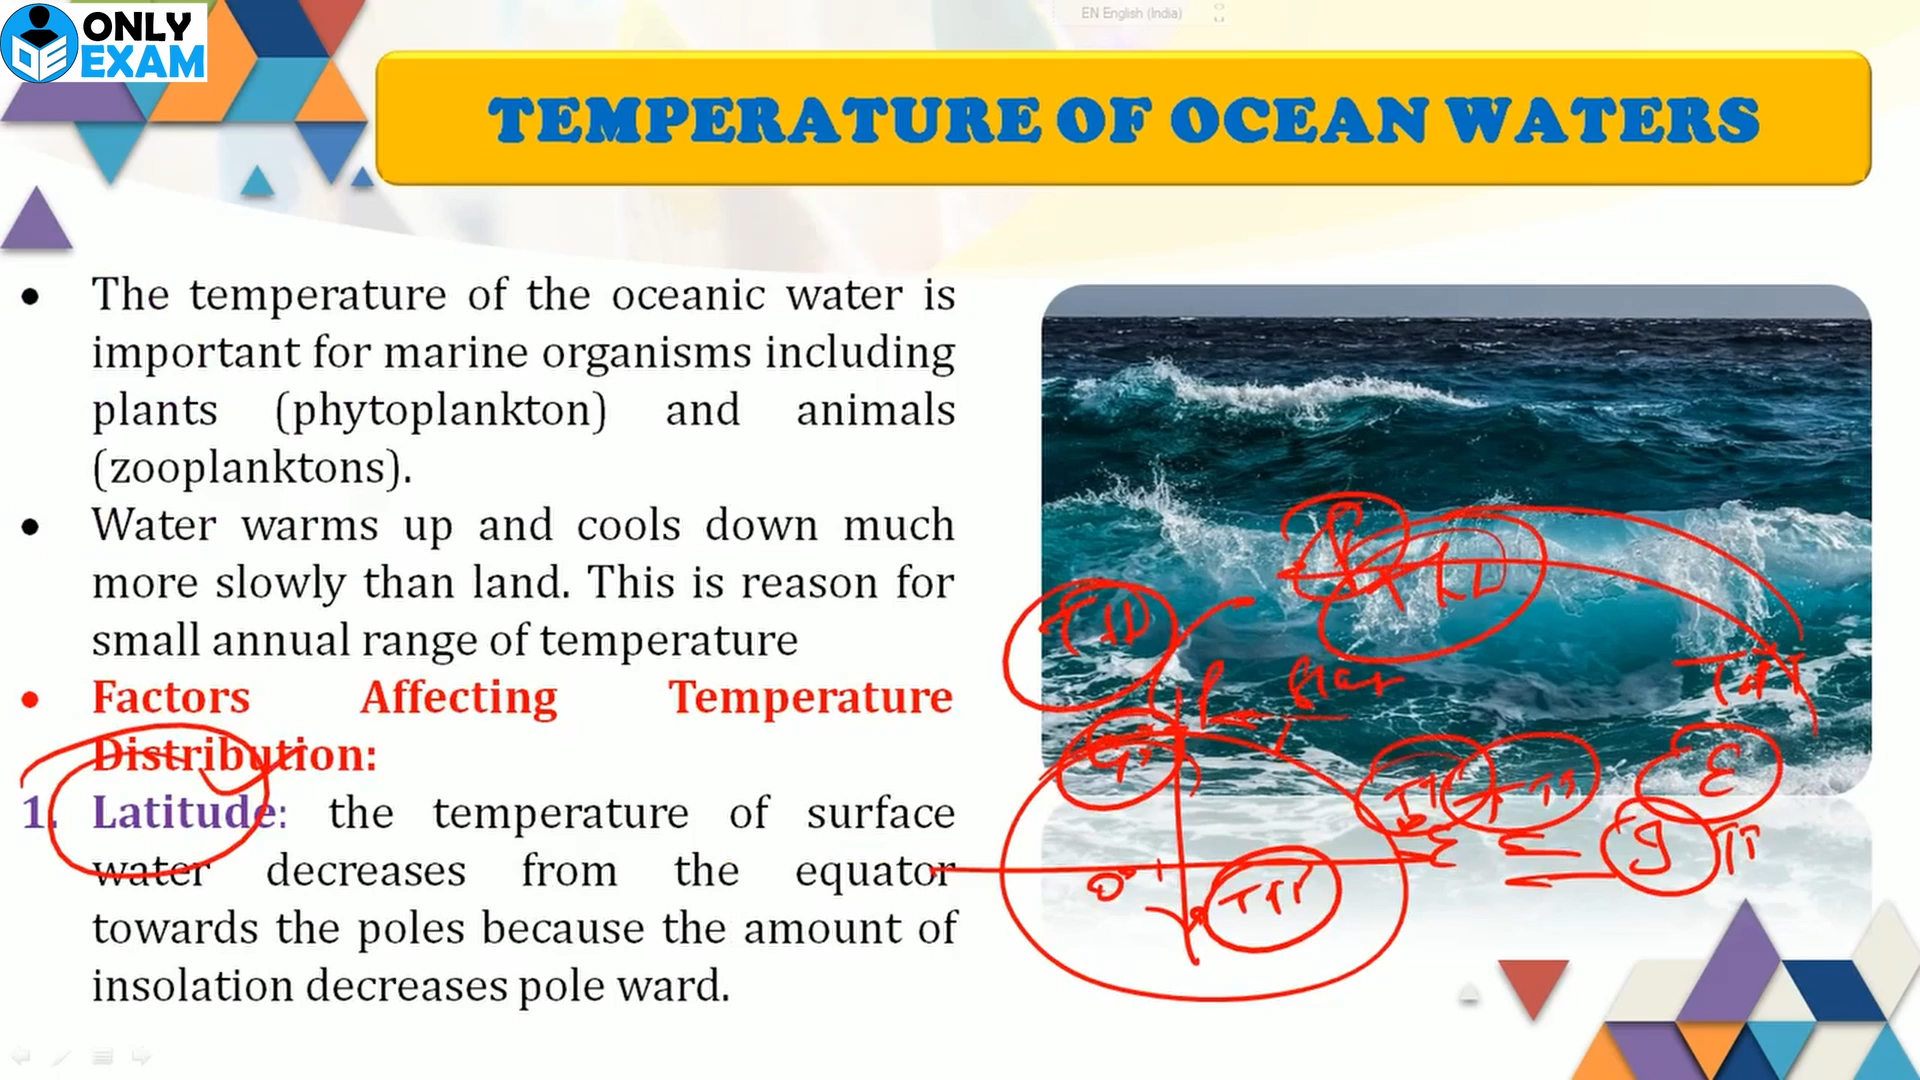 ONLY
EXAM
EN English (India)
TEMPERATURE OF OCEAN WATERS
• The temperature of the oceanic water is
important for marine organisms including
plants (phytoplankton) and animals
(zooplanktons).
• Water warms up and cools down much
more slowly than land. This is reason for
small annual range of temperature
• Factors Affecting Temperature
Distribution:
1. Latitude: the temperature of surface
water decreases from the equator
towards the poles because the amount of
insolation decreases pole ward.